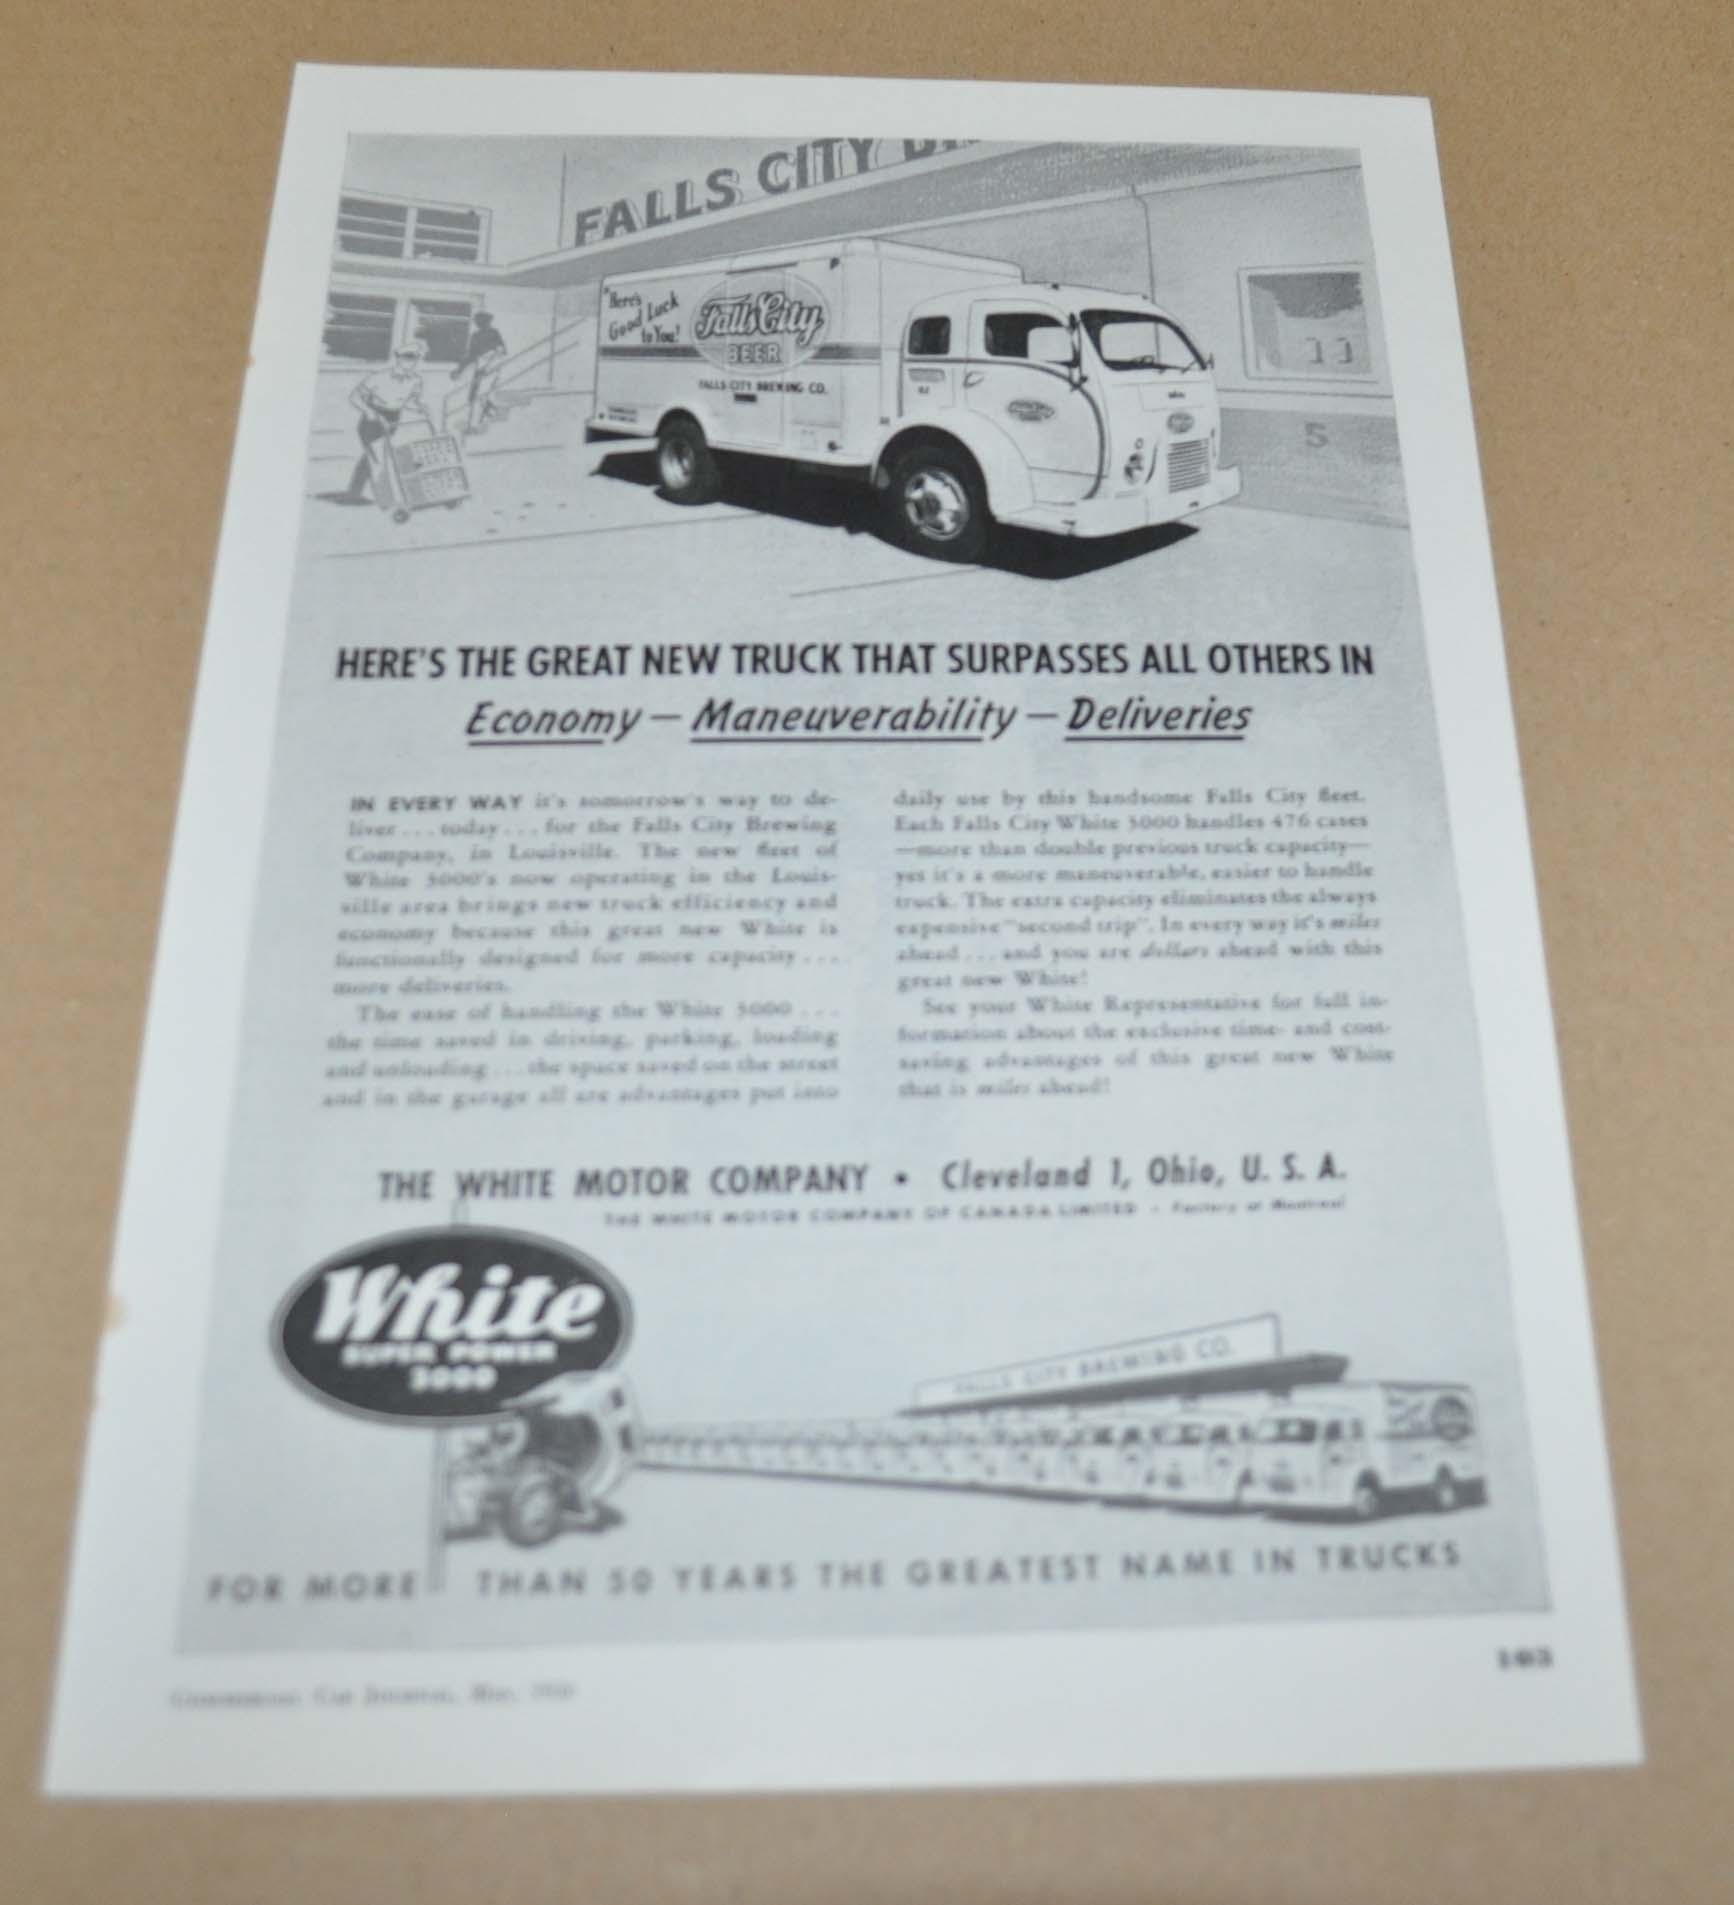 FALLS CITY
"Here's
Good Luck
to You!"
Falls City
BEER
FALLS CITY BREWING CO.
5
HERE'S THE GREAT NEW TRUCK THAT SURPASSES ALL OTHERS IN
Economy — Maneuverability — Deliveries
IN EVERY WAY it's tomorrow's way to de-
liver . . . today . . . for the Falls City Brewing
Company, in Louisville. The new fleet of
White 3000's now operating in the Louis-
ville area brings new truck efficiency and
economy because this great new White is
functionally designed for more capacity . . . .
more deliveries.
The ease of handling the White 3000 . . .
the time saved in driving, parking, loading
and unloading . . . the space saved on the street
and in the garage all are advantages put into
daily use by this handsome Falls City fleet.
Each Falls City White 3000 handles 476 cases
—more than double previous truck capacity—
yet it's a more maneuverable, easier to handle
truck. The extra capacity eliminates the always
expensive "second trip". In every way it's miles
ahead . . . and you are dollars ahead with this
great new White!
See your White Representative for full in-
formation about the exclusive time- and cost-
saving advantages of this great new White
that is miles ahead!
THE WHITE MOTOR COMPANY • Cleveland 1, Ohio, U. S. A.
THE WHITE MOTOR COMPANY OF CANADA LIMITED • Factory at Montreal
White
SUPER POWER
3000
FALLS CITY BREWING CO.
FOR MORE THAN 50 YEARS THE GREATEST NAME IN TRUCKS
Commercial Car Journal, May, 1950